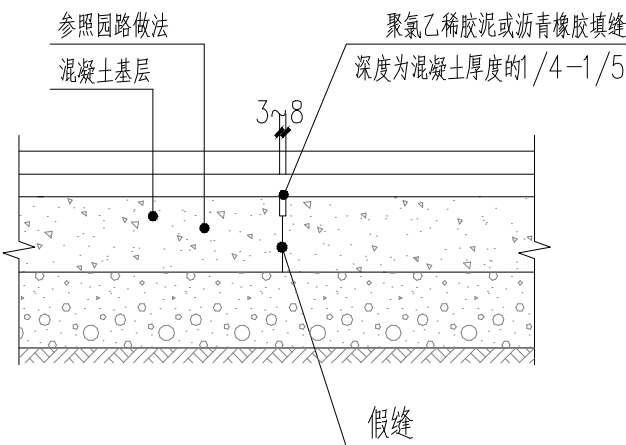 参照园路做法
混凝土基层
聚氯乙稀胶泥或沥青橡胶填缝
深度为混凝土厚度的1/4-1/5
3~8
假缝